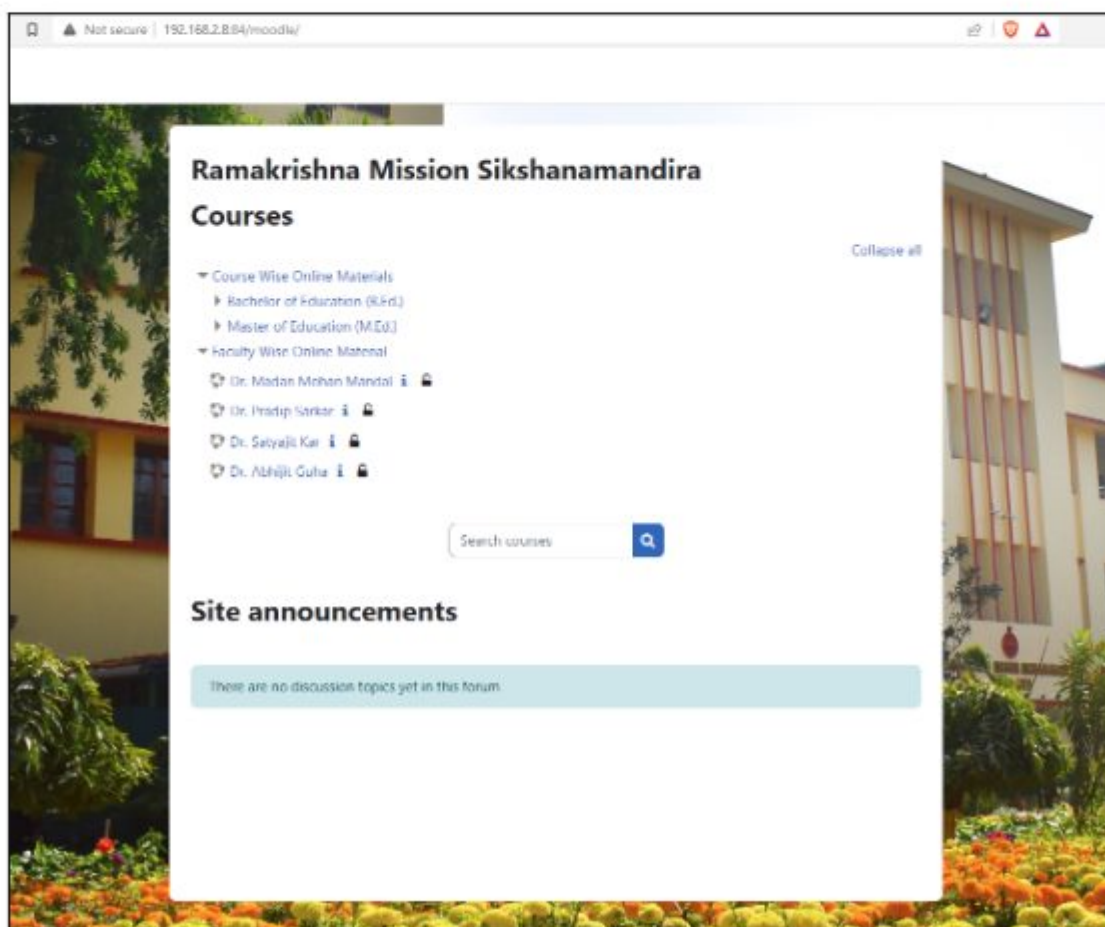 Not secure
192.168.2.8:84/moodle/
Ramakrishna Mission Sikshanamandira
Courses
Collapse all
Course Wise Online Materials
Bachelor of Education (B.Ed.)
Master of Education (M.Ed.)
Faculty Wise Online Material
Dr. Madan Mohan Mandal
Dr. Pradip Sarkar
Dr. Satyajit Kar
Dr. Abhijit Guha
Search courses
Site announcements
There are no discussion topics yet in this forum